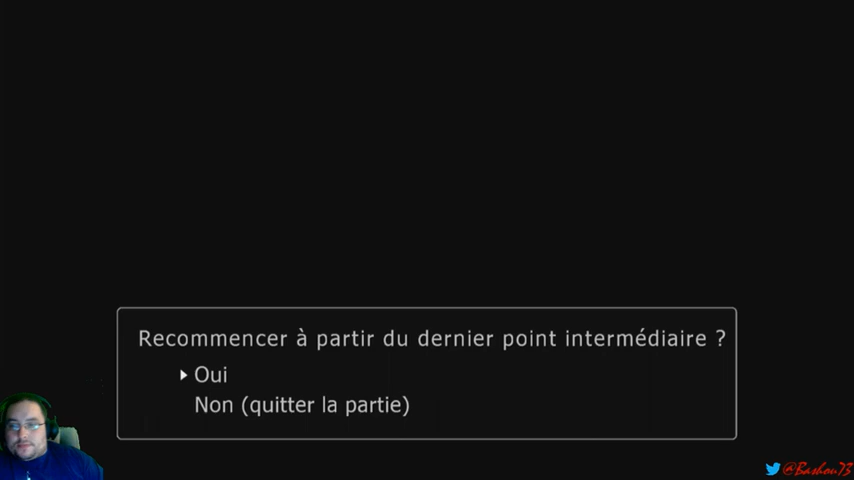 Recommencer à partir du dernier point intermédiaire ?
Oui
Non (quitter la partie)
@Bashou73